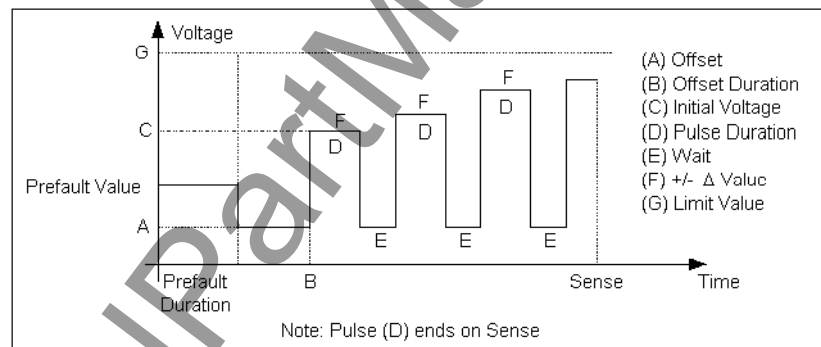 Voltage
G
F
D
F
D
F
D
C
Prefault Value
A
E
E
E
Prefault
Duration
B
Sense
Time
Note: Pulse (D) ends on Sense
(A) Offset
(B) Offset Duration
(C) Initial Voltage
(D) Pulse Duration
(E) Wait
(F) +/- Δ Value
(G) Limit Value